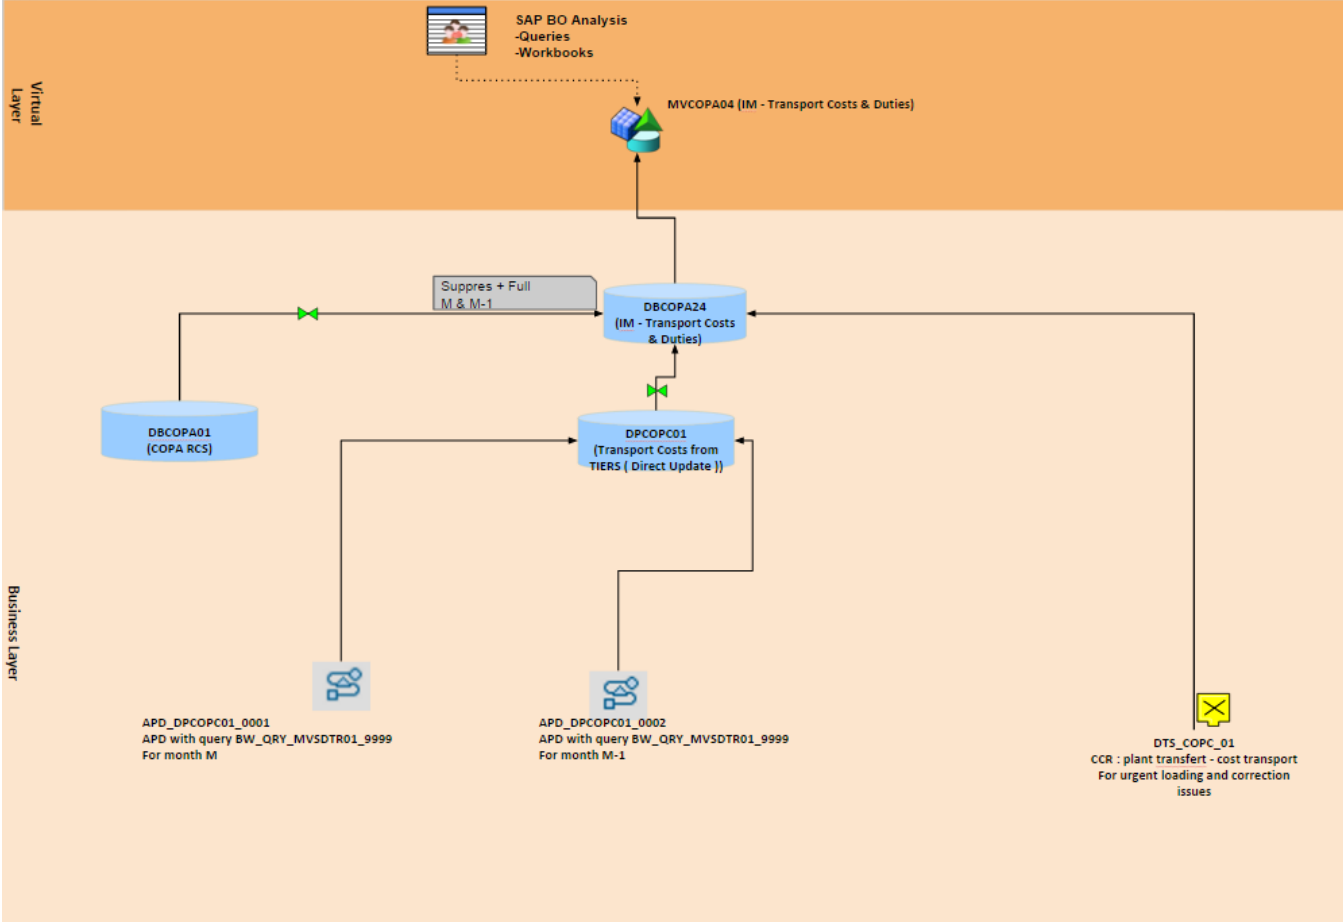 SAP BO Analysis
-Queries
-Workbooks
Virtual
Layer
MVCOPA04 (IM - Transport Costs & Duties)
Suppres + Full
M & M-1
DBCOPA24
(IM - Transport Costs
& Duties)
DBCOPA01
(COPA RCS)
DPCOPC01
(Transport Costs from
TIERS ( Direct Update ))
Business Layer
APD_DPCOPC01_0001
APD with query BW_QRY_MVSDTR01_9999
For month M
APD_DPCOPC01_0002
APD with query BW_QRY_MVSDTR01_9999
For month M-1
DTS_COPC_01
CCR : plant transfert - cost transport
For urgent loading and correction
issues